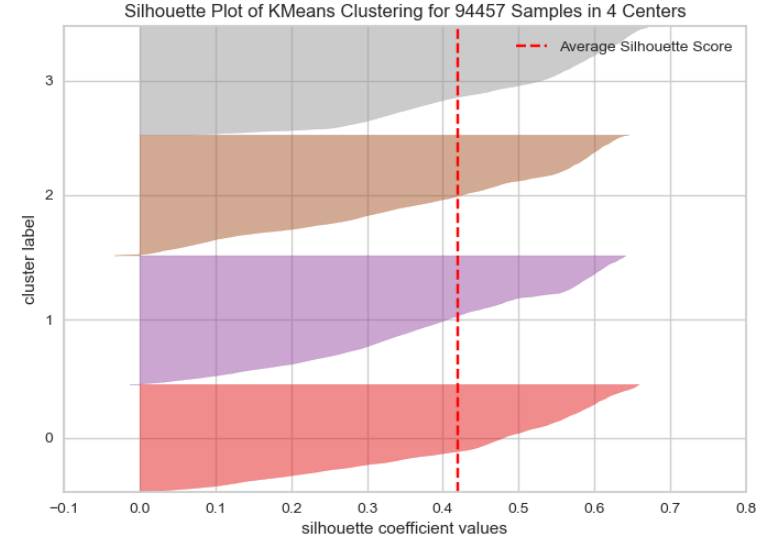 Silhouette Plot of KMeans Clustering for 94457 Samples in 4 Centers
Average Silhouette Score
3
2
1
0
cluster label
−0.1 0.0 0.1 0.2 0.3 0.4 0.5 0.6 0.7 0.8
silhouette coefficient values